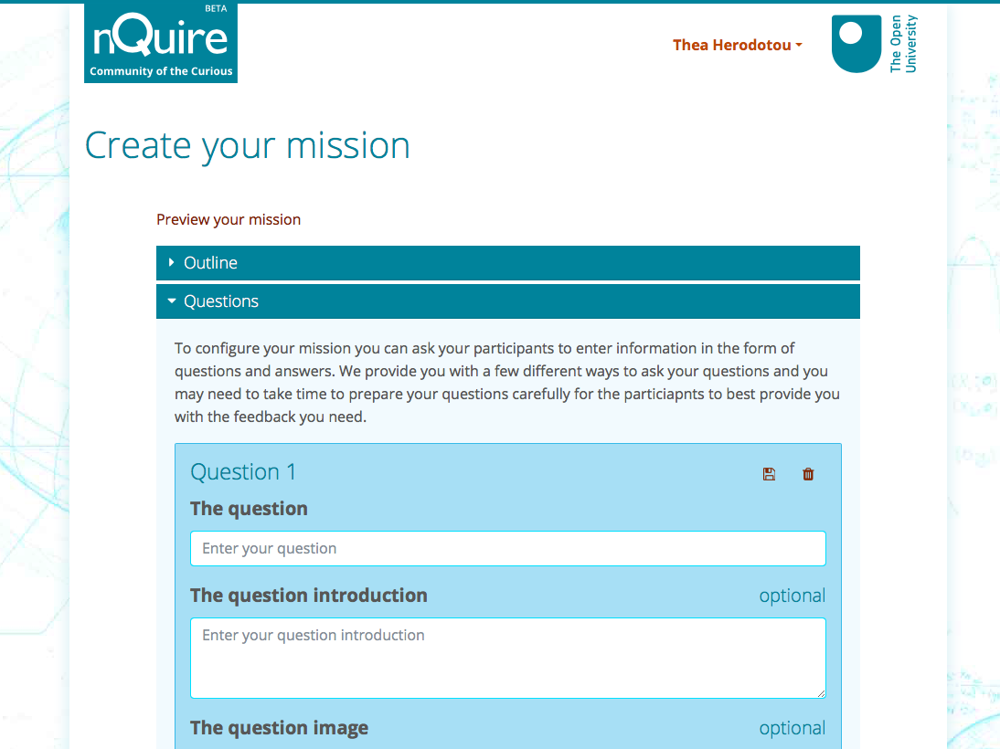 BETA
nQuire
Community of the Curious
Thea Herodotou
The Open
University
Create your mission
Preview your mission
Outline
Questions
To configure your mission you can ask your participants to enter information in the form of
questions and answers. We provide you with a few different ways to ask your questions and you
may need to take time to prepare your questions carefully for the particiapnts to best provide you
with the feedback you need.
Question 1
The question
Enter your question
The question introduction optional
Enter your question introduction
The question image optional